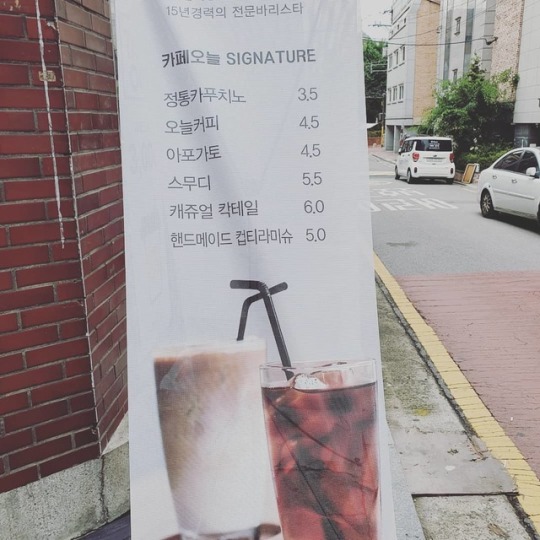 15년경력의 전문바리스타
카페오늘 SIGNATURE
정통카푸치노 3.5
오늘커피 4.5
아포가토 4.5
스무디 5.5
캐쥬얼 칵테일 6.0
핸드메이드 컵티라미슈 5.0